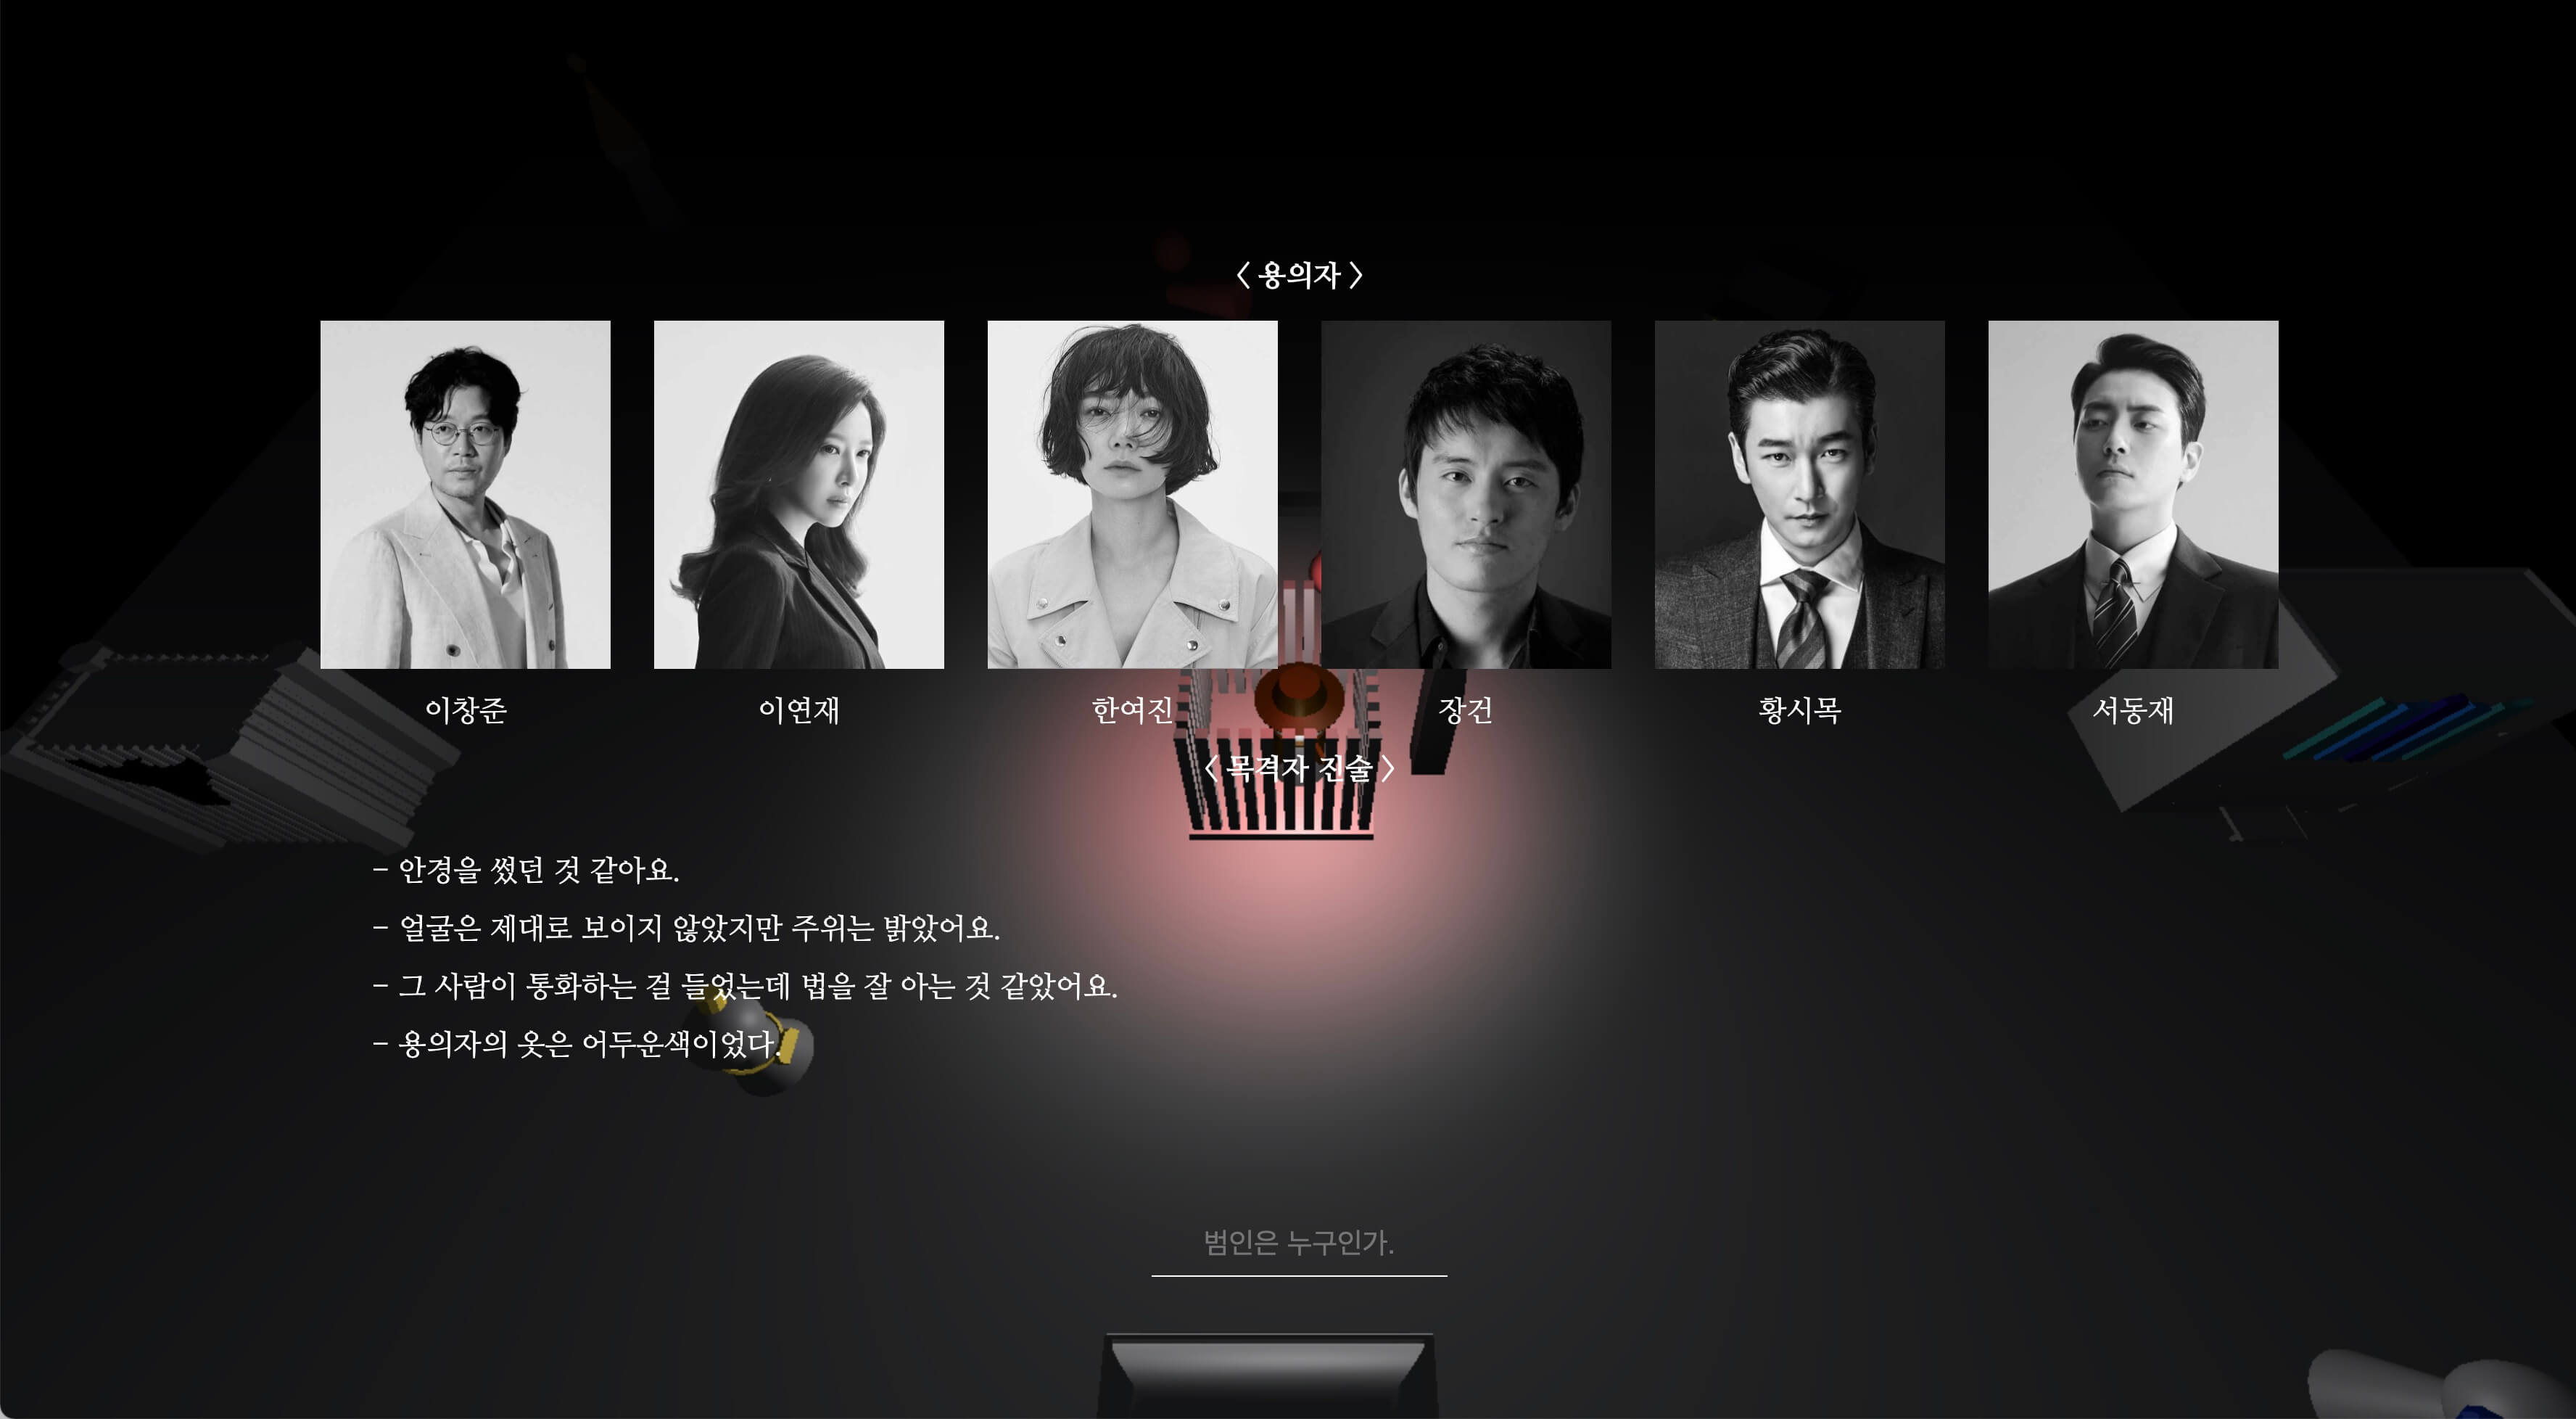 〈 용의자 〉
이창준
이연재
한여진
장건
황시목
서동재
〈 목격자 진술 〉
- 안경을 썼던 것 같아요.
- 얼굴은 제대로 보이지 않았지만 주위는 밝았어요.
- 그 사람이 통화하는 걸 들었는데 법을 잘 아는 것 같았어요.
- 용의자의 옷은 어두운색이었다.
범인은 누구인가.